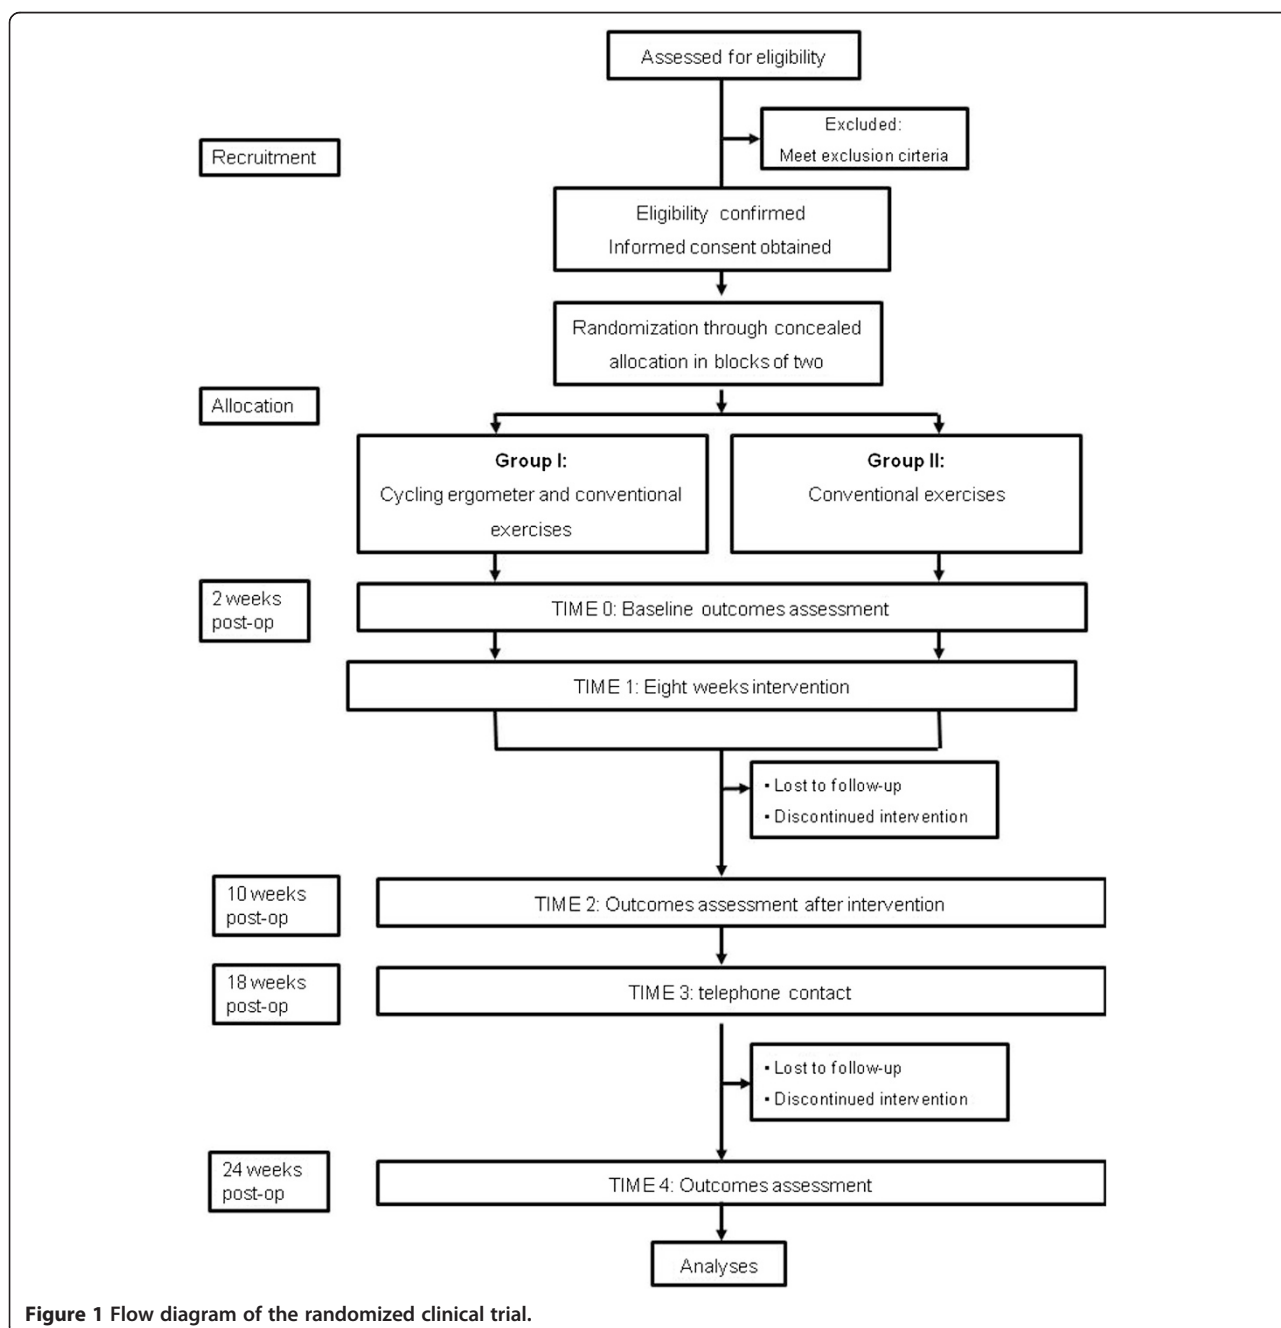 Assessed for eligibility
Excluded:
Meet exclusion cirteria
Recruitment
Eligibility confirmed
Informed consent obtained
Randomization through concealed
allocation in blocks of two
Allocation
Group I:
Cycling ergometer and conventional
exercises
Group II:
Conventional exercises
2 weeks
post-op
TIME 0: Baseline outcomes assessment
TIME 1: Eight weeks intervention
▪ Lost to follow-up
▪ Discontinued intervention
10 weeks
post-op
TIME 2: Outcomes assessment after intervention
18 weeks
post-op
TIME 3: telephone contact
▪ Lost to follow-up
▪ Discontinued intervention
24 weeks
post-op
TIME 4: Outcomes assessment
Analyses
Figure 1 Flow diagram of the randomized clinical trial.